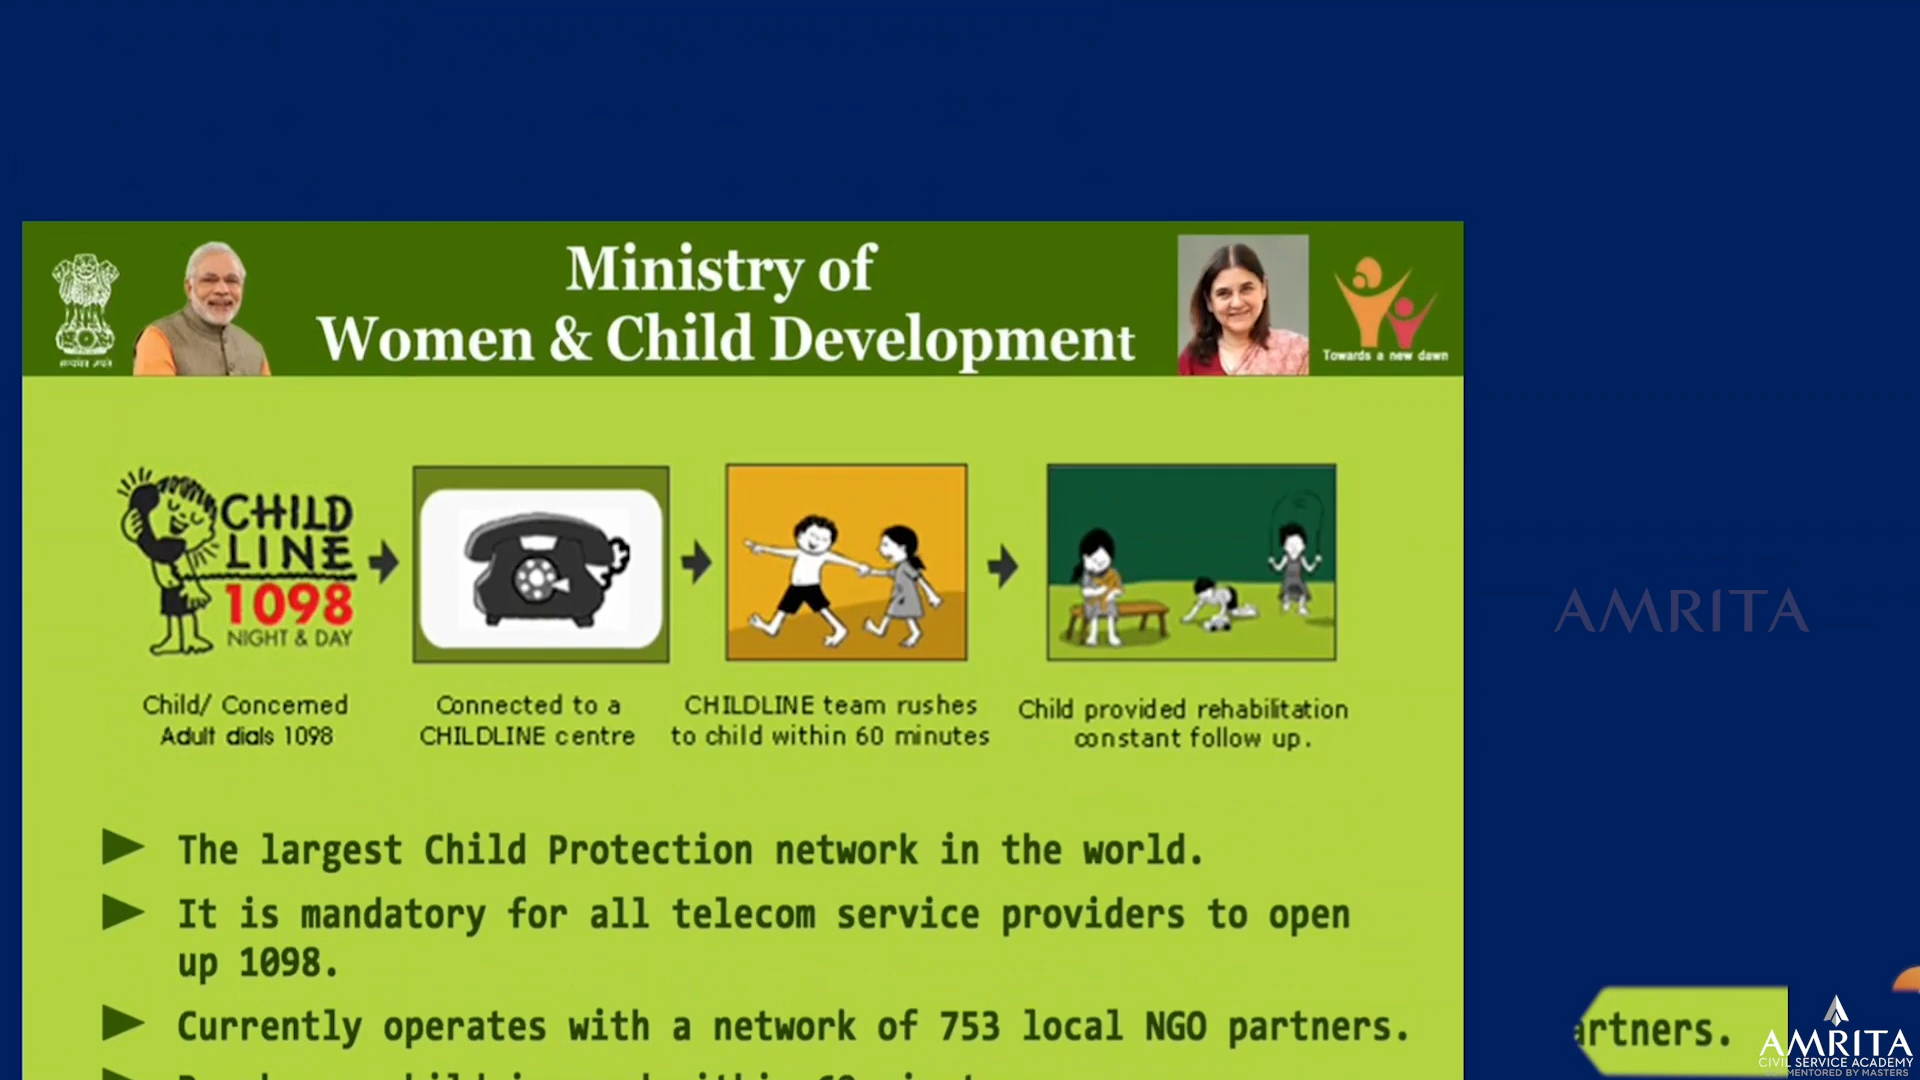 Ministry of
Women & Child Development
Towards a new dawn
CHILD
LINE
1098
NIGHT & DAY
Child/ Concerned
Adult dials 1098
Connected to a
CHILDLINE centre
CHILDLINE team rushes
to child within 60 minutes
Child provided rehabilitation
constant follow up.
The largest Child Protection network in the world.
It is mandatory for all telecom service providers to open
up 1098.
Currently operates with a network of 753 local NGO partners.
AMRITA
artners.
AMRITA
CIVIL SERVICE ACADEMY
MENTORED BY MASTERS